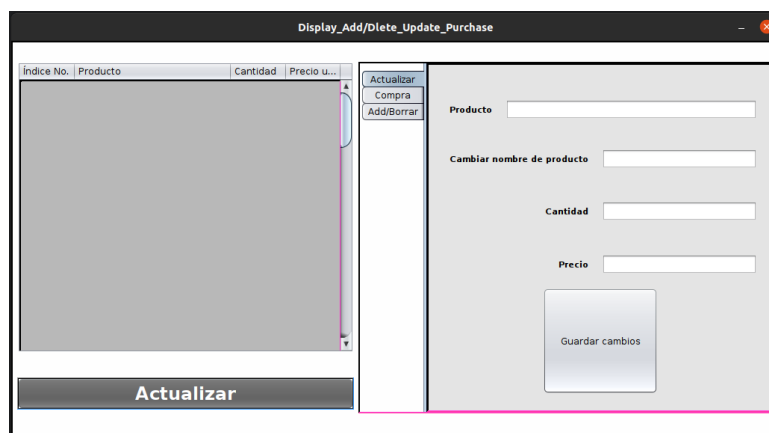 Display_Add/Dlete_Update_Purchase
Índice No. Producto Cantidad Precio u...
Actualizar
Compra
Add/Borrar
Producto
Cambiar nombre de producto
Cantidad
Precio
Guardar cambios
Actualizar